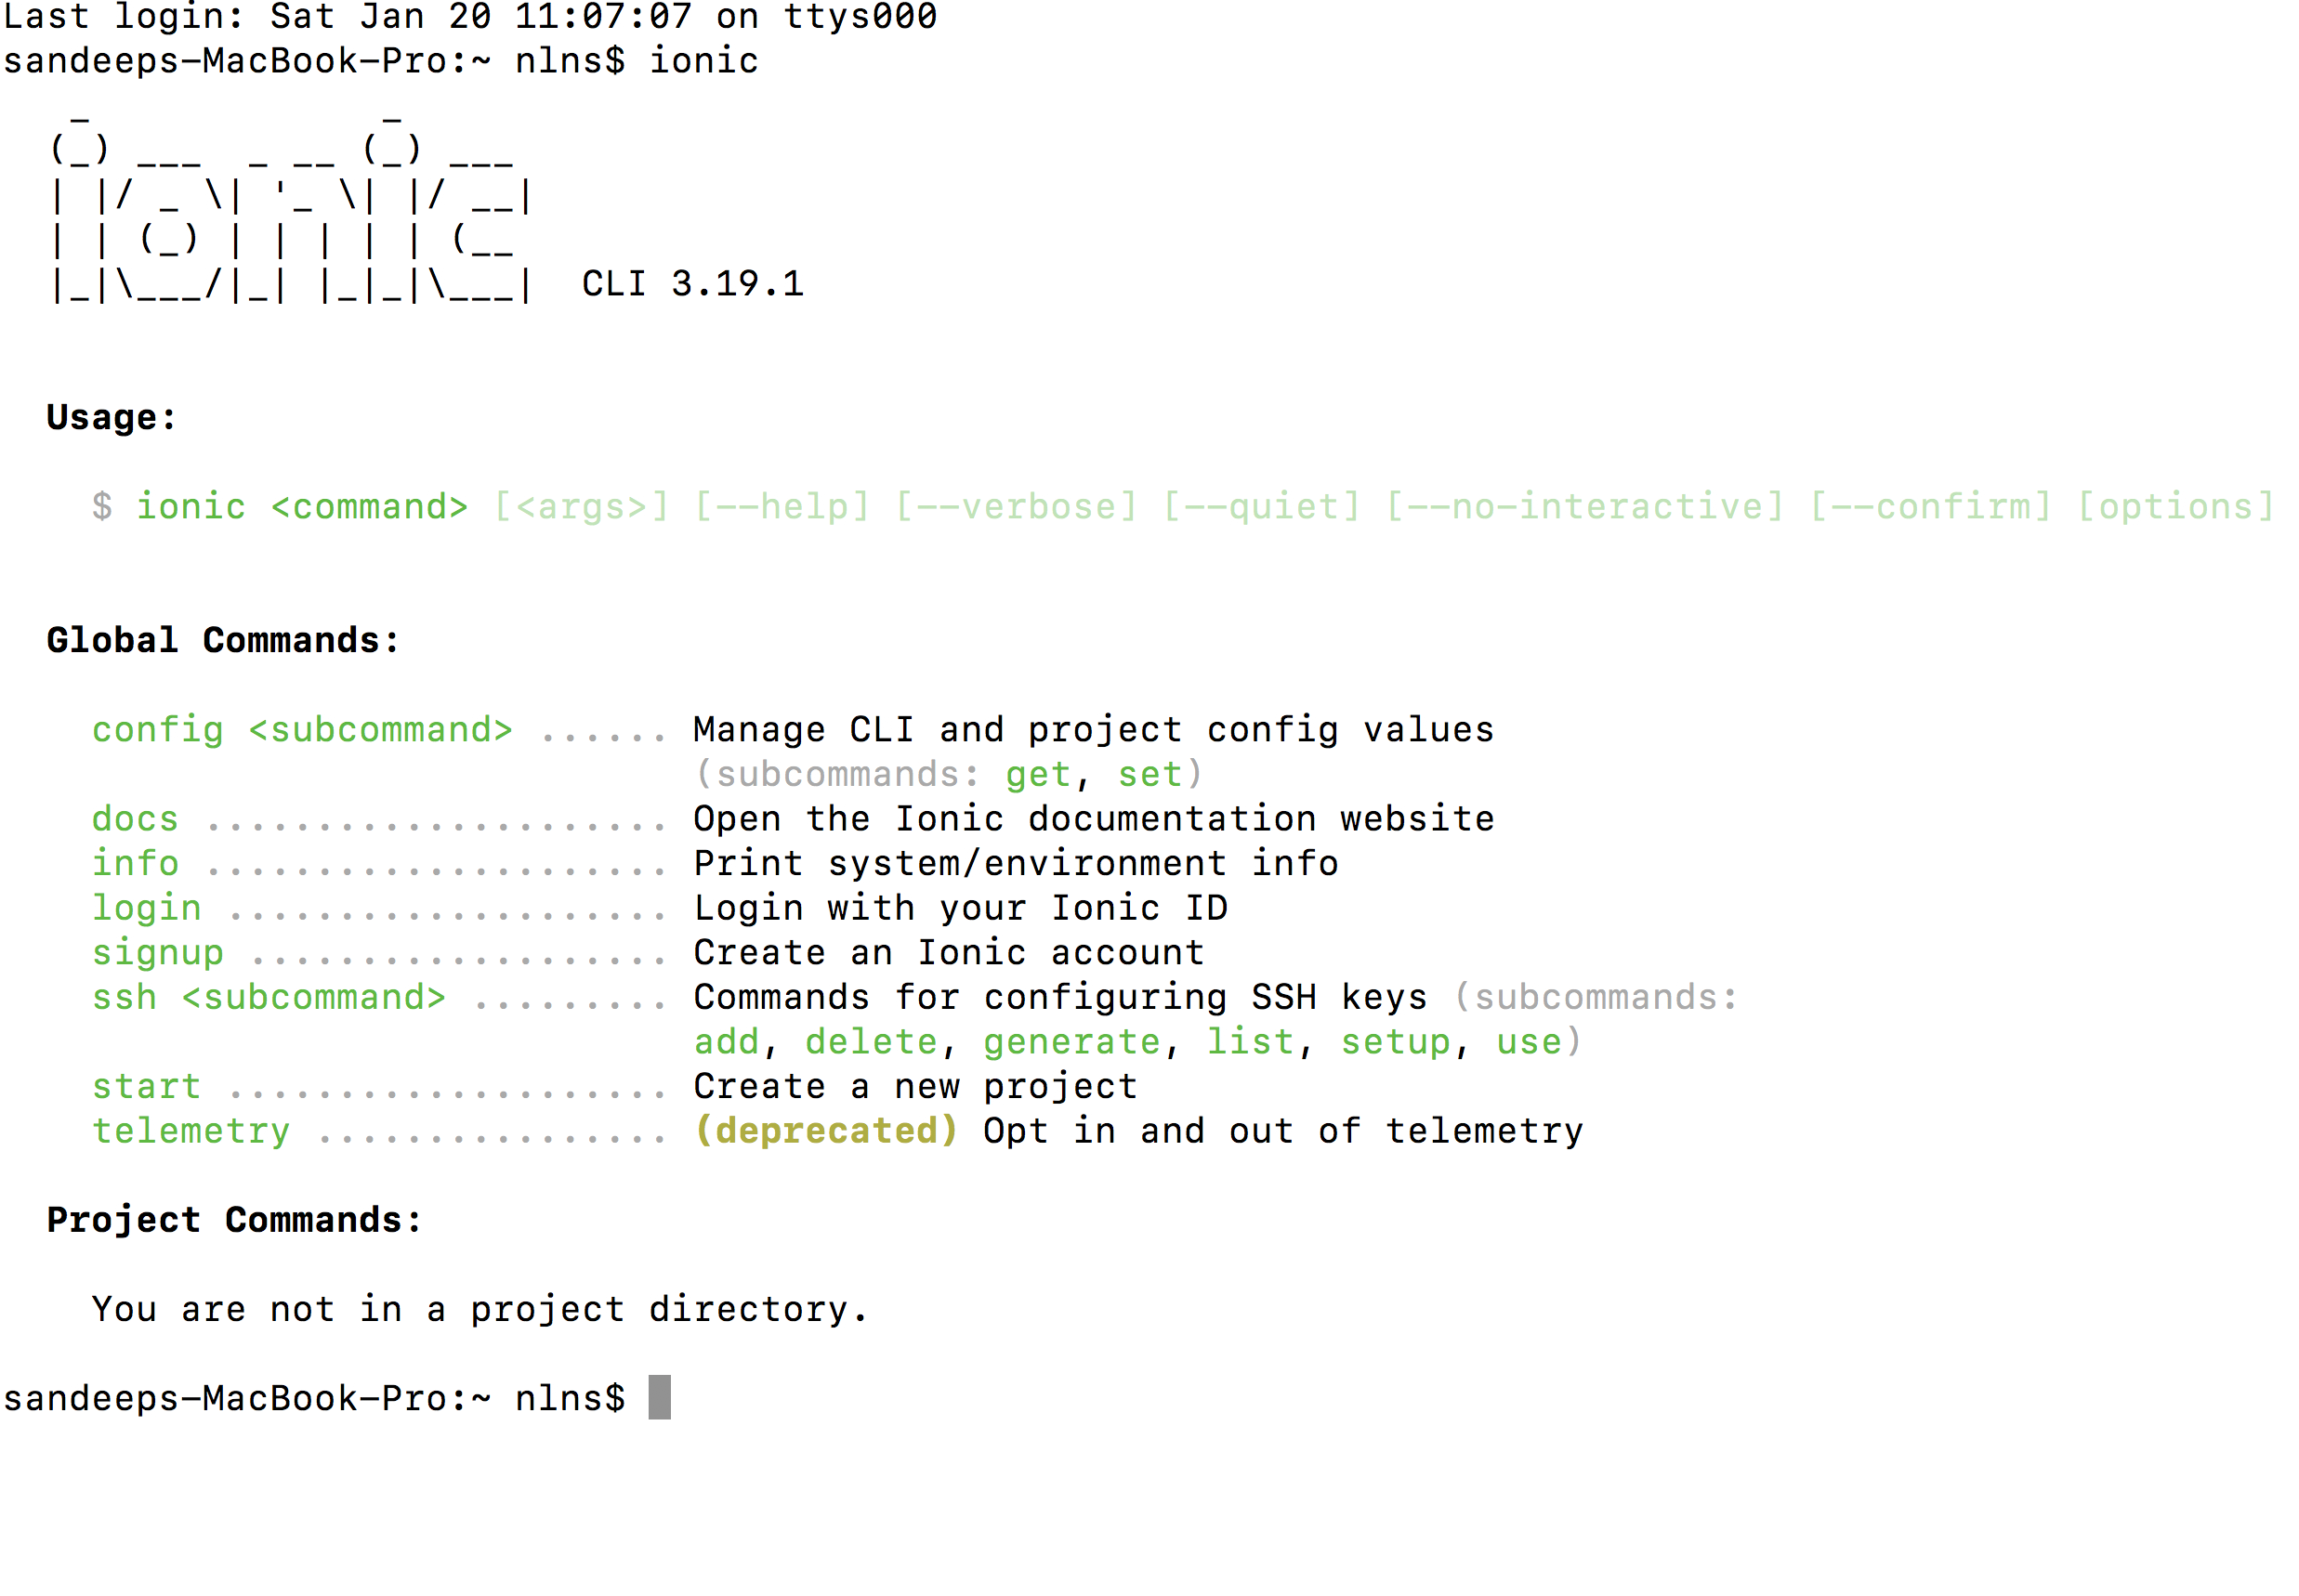 Last login: Sat Jan 20 11:07:07 on ttys000
sandeeps-MacBook-Pro:~ nlns$ ionic
   _             _
  (_) ___  _ __ (_) ___
  | |/ _ \| '_ \| |/ __|
  | | (_) | | | | | (__
  |_|\___/|_| |_|_|\___|  CLI 3.19.1
  Usage:
    $ ionic <command> [<args>] [--help] [--verbose] [--quiet] [--no-interactive] [--confirm] [options]
  Global Commands:
    config <subcommand> ...... Manage CLI and project config values
                               (subcommands: get, set)
    docs ..................... Open the Ionic documentation website
    info ..................... Print system/environment info
    login .................... Login with your Ionic ID
    signup ................... Create an Ionic account
    ssh <subcommand> ......... Commands for configuring SSH keys (subcommands:
                               add, delete, generate, list, setup, use)
    start .................... Create a new project
    telemetry ................ (deprecated) Opt in and out of telemetry
  Project Commands:
    You are not in a project directory.
sandeeps-MacBook-Pro:~ nlns$